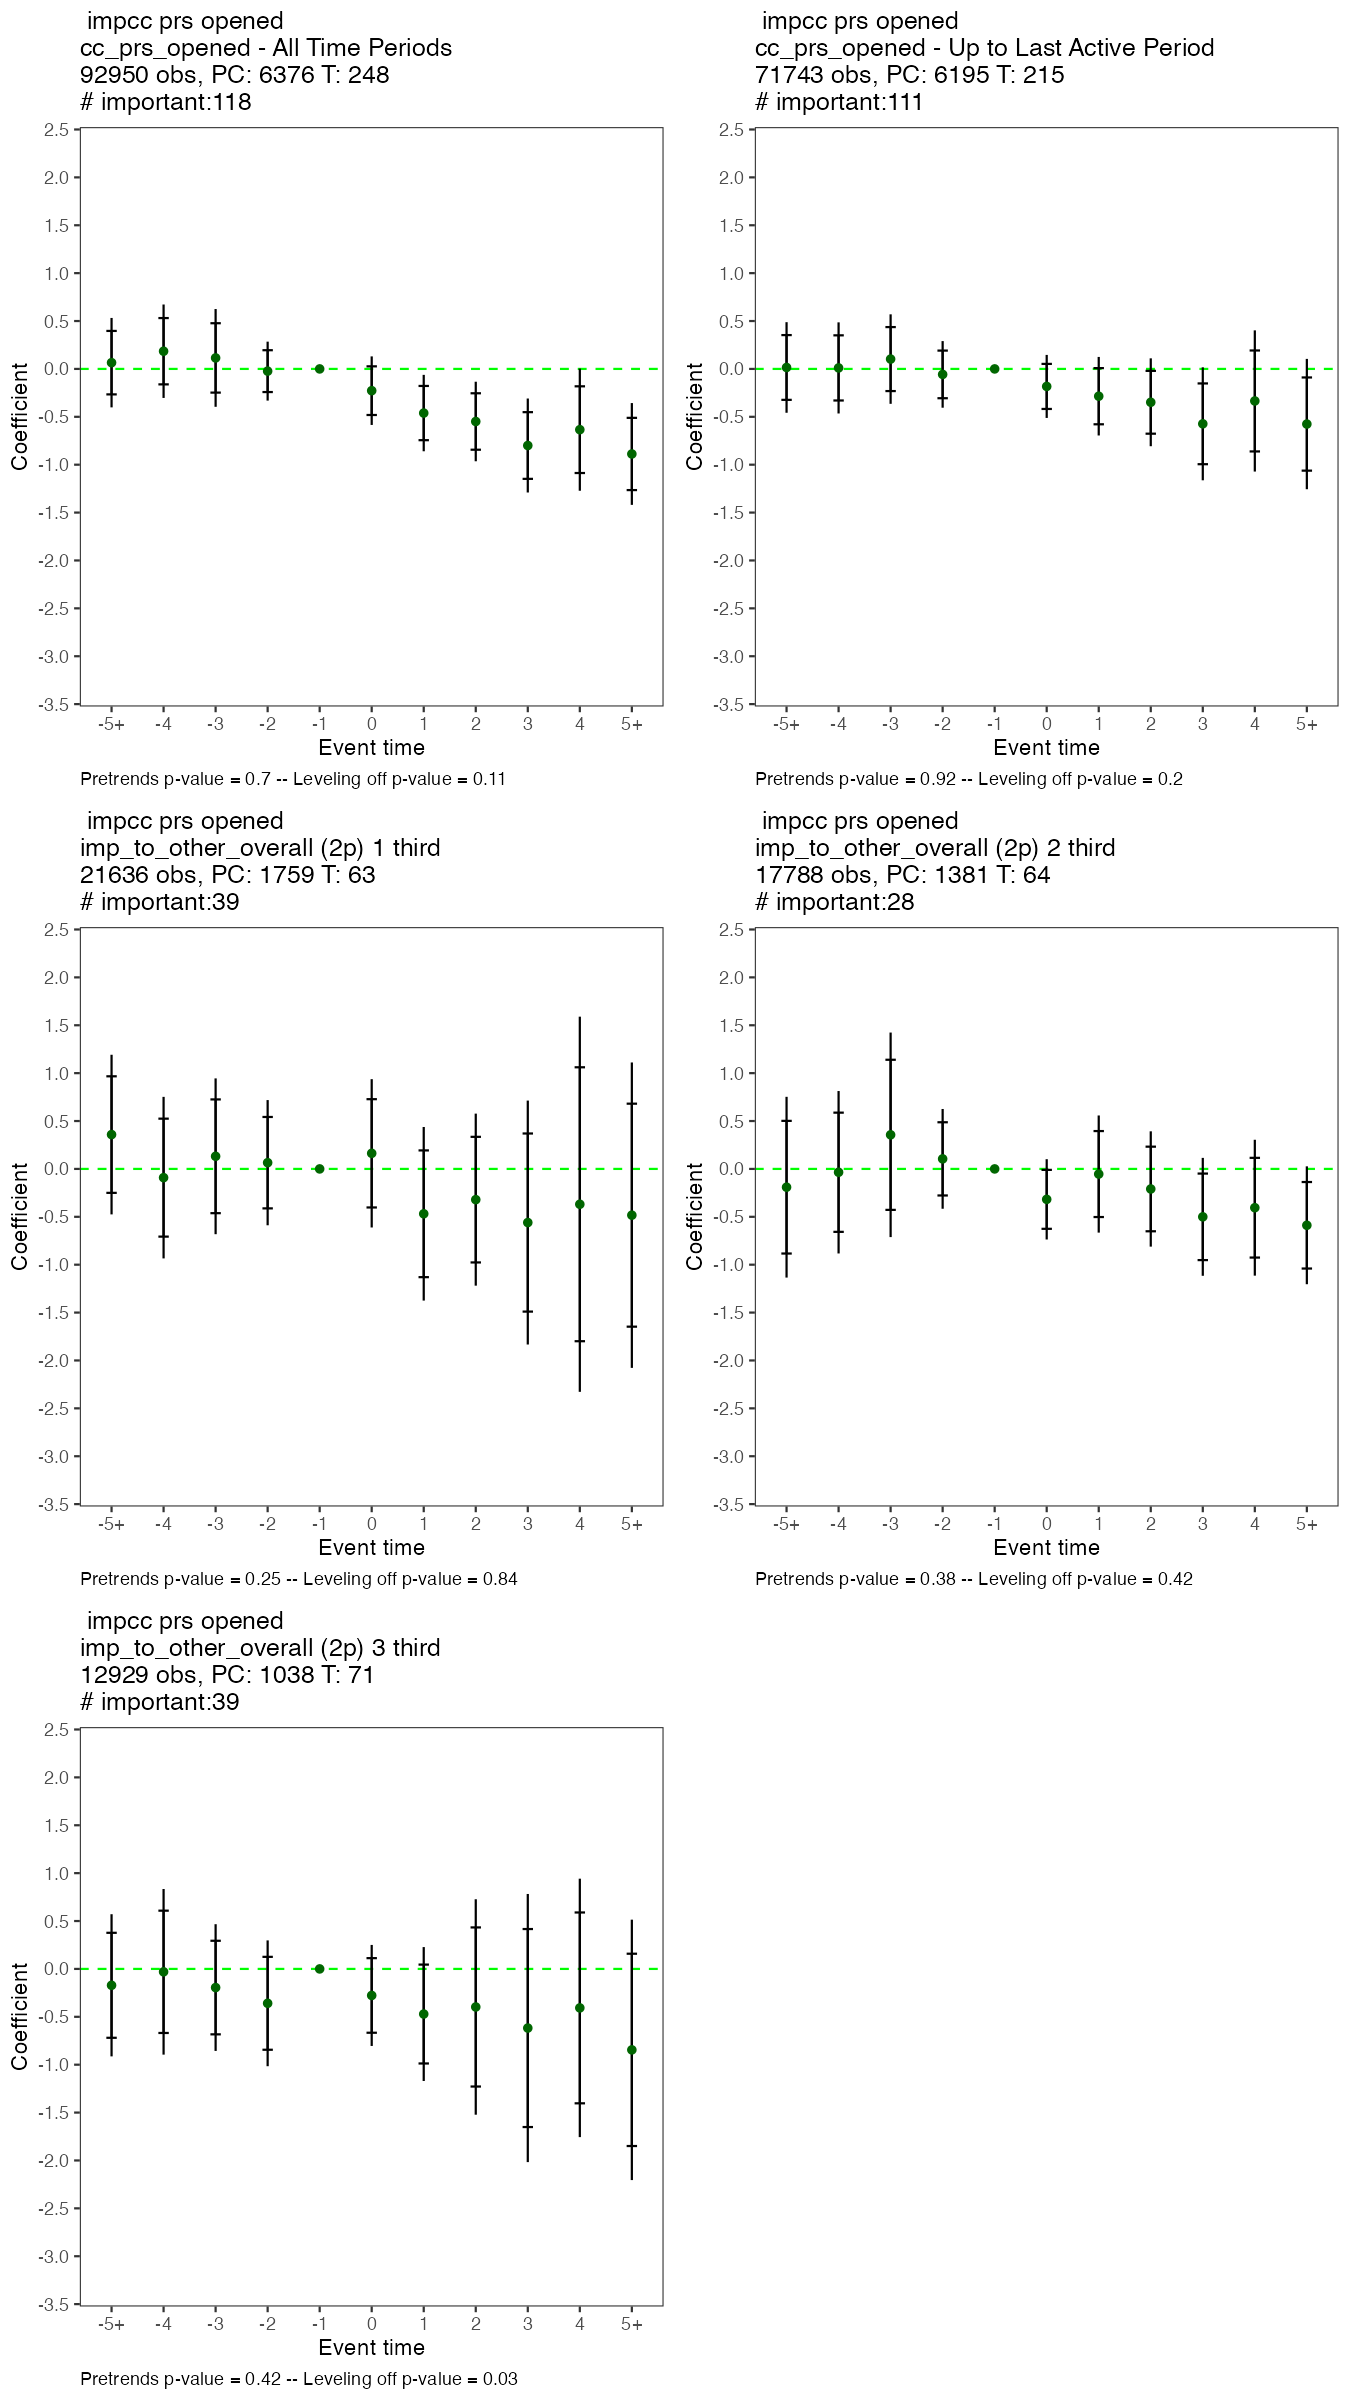 impcc prs opened
cc_prs_opened - All Time Periods
92950 obs, PC: 6376 T: 248
# important:118
2.5
2.0
1.5
1.0
0.5
0.0
-0.5
-1.0
-1.5
-2.0
-2.5
-3.0
-3.5
Coefficient
-5+ -4 -3 -2 -1 0 1 2 3 4 5+
Event time
Pretrends p-value = 0.7 -- Leveling off p-value = 0.11
impcc prs opened
cc_prs_opened - Up to Last Active Period
71743 obs, PC: 6195 T: 215
# important:111
2.5
2.0
1.5
1.0
0.5
0.0
-0.5
-1.0
-1.5
-2.0
-2.5
-3.0
-3.5
Coefficient
-5+ -4 -3 -2 -1 0 1 2 3 4 5+
Event time
Pretrends p-value = 0.92 -- Leveling off p-value = 0.2
impcc prs opened
imp_to_other_overall (2p) 1 third
21636 obs, PC: 1759 T: 63
# important:39
2.5
2.0
1.5
1.0
0.5
0.0
-0.5
-1.0
-1.5
-2.0
-2.5
-3.0
-3.5
Coefficient
-5+ -4 -3 -2 -1 0 1 2 3 4 5+
Event time
Pretrends p-value = 0.25 -- Leveling off p-value = 0.84
impcc prs opened
imp_to_other_overall (2p) 2 third
17788 obs, PC: 1381 T: 64
# important:28
2.5
2.0
1.5
1.0
0.5
0.0
-0.5
-1.0
-1.5
-2.0
-2.5
-3.0
-3.5
Coefficient
-5+ -4 -3 -2 -1 0 1 2 3 4 5+
Event time
Pretrends p-value = 0.38 -- Leveling off p-value = 0.42
impcc prs opened
imp_to_other_overall (2p) 3 third
12929 obs, PC: 1038 T: 71
# important:39
2.5
2.0
1.5
1.0
0.5
0.0
-0.5
-1.0
-1.5
-2.0
-2.5
-3.0
-3.5
Coefficient
-5+ -4 -3 -2 -1 0 1 2 3 4 5+
Event time
Pretrends p-value = 0.42 -- Leveling off p-value = 0.03